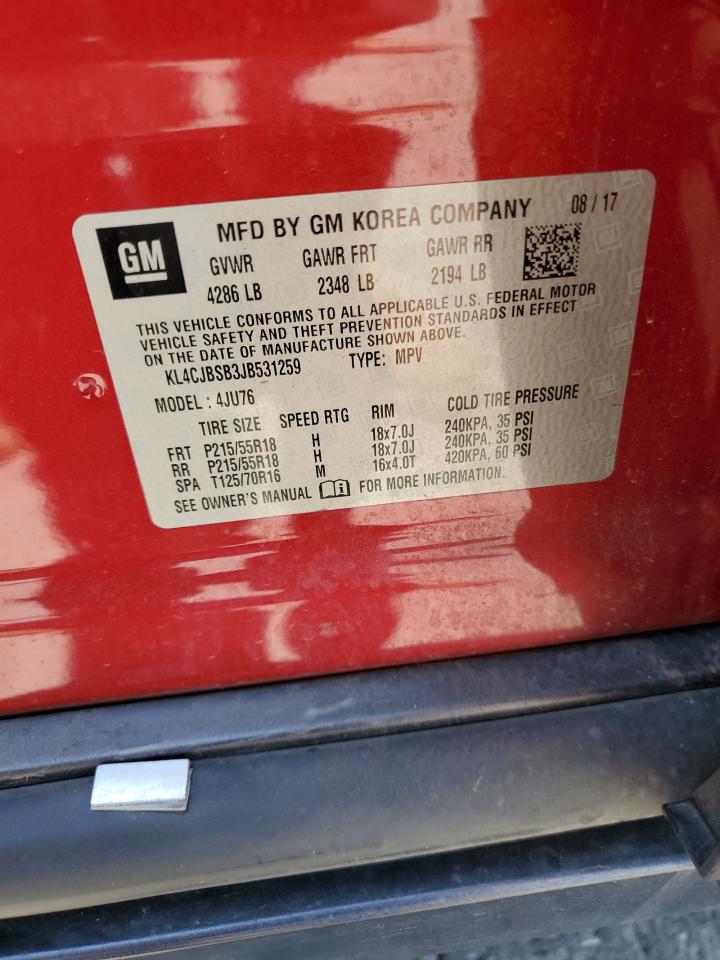 GM
MFD BY GM KOREA COMPANY 08 / 17
GVWR GAWR FRT GAWR RR
4286 LB 2348 LB 2194 LB
THIS VEHICLE CONFORMS TO ALL APPLICABLE U.S. FEDERAL MOTOR
VEHICLE SAFETY AND THEFT PREVENTION STANDARDS IN EFFECT
ON THE DATE OF MANUFACTURE SHOWN ABOVE.
KL4CJBSB3JB531259 TYPE: MPV
MODEL : 4JU76
TIRE SIZE SPEED RTG RIM COLD TIRE PRESSURE
FRT P215/55R18 H 18x7.0J 240KPA, 35 PSI
RR P215/55R18 H 18x7.0J 240KPA, 35 PSI
SPA T125/70R16 M 16x4.0T 420KPA, 60 PSI
SEE OWNER'S MANUAL FOR MORE INFORMATION.